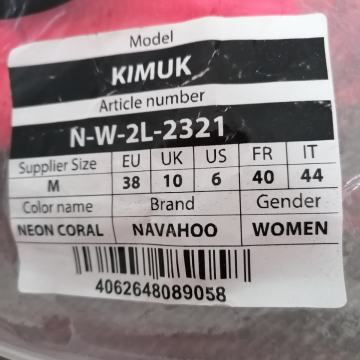 Model
KIMUK
Article number
N-W-2L-2321
Supplier Size EU UK US FR IT
M 38 10 6 40 44
Color name Brand Gender
NEON CORAL NAVAHOO WOMEN
4062648089058